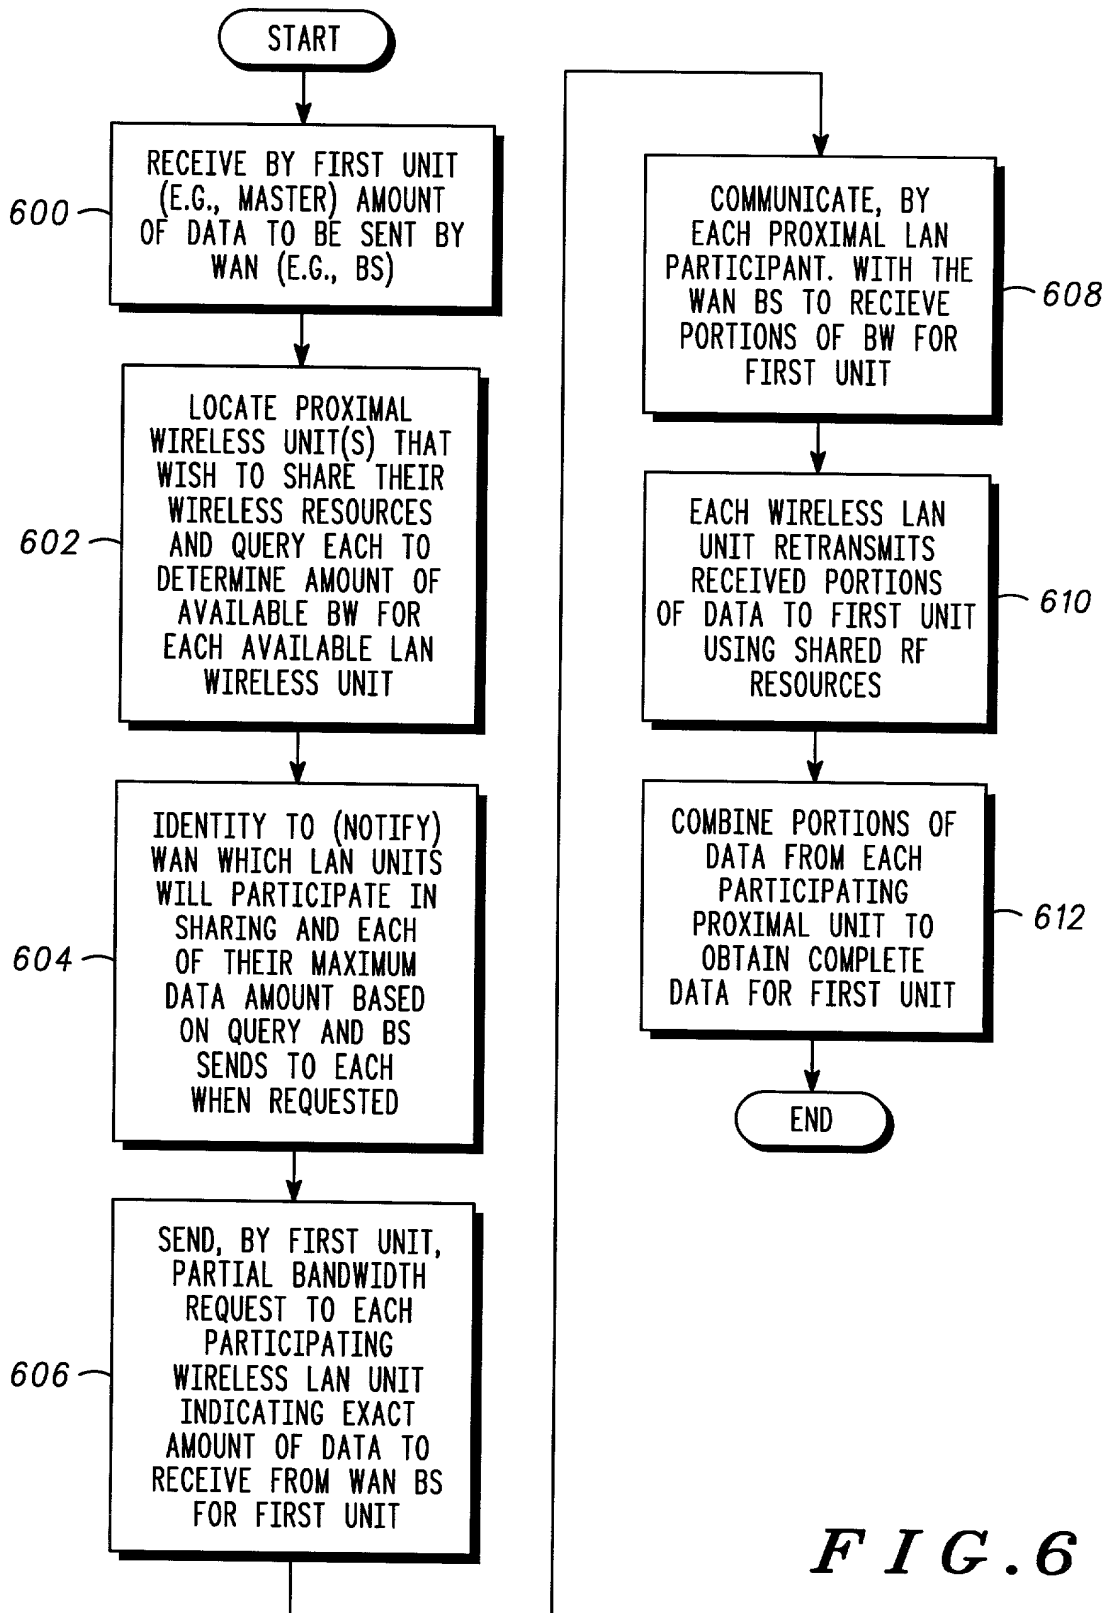 START
600
RECEIVE BY FIRST UNIT
(E.G., MASTER) AMOUNT
OF DATA TO BE SENT BY
WAN (E.G., BS)
602
LOCATE PROXIMAL
WIRELESS UNIT(S) THAT
WISH TO SHARE THEIR
WIRELESS RESOURCES
AND QUERY EACH TO
DETERMINE AMOUNT OF
AVAILABLE BW FOR
EACH AVAILABLE LAN
WIRELESS UNIT
604
IDENTITY TO (NOTIFY)
WAN WHICH LAN UNITS
WILL PARTICIPATE IN
SHARING AND EACH
OF THEIR MAXIMUM
DATA AMOUNT BASED
ON QUERY AND BS
SENDS TO EACH
WHEN REQUESTED
606
SEND, BY FIRST UNIT,
PARTIAL BANDWIDTH
REQUEST TO EACH
PARTICIPATING
WIRELESS LAN UNIT
INDICATING EXACT
AMOUNT OF DATA TO
RECEIVE FROM WAN BS
FOR FIRST UNIT
COMMUNICATE, BY
EACH PROXIMAL LAN
PARTICIPANT. WITH THE
WAN BS TO RECIEVE
PORTIONS OF BW FOR
FIRST UNIT
608
EACH WIRELESS LAN
UNIT RETRANSMITS
RECEIVED PORTIONS
OF DATA TO FIRST UNIT
USING SHARED RF
RESOURCES
610
COMBINE PORTIONS OF
DATA FROM EACH
PARTICIPATING
PROXIMAL UNIT TO
OBTAIN COMPLETE
DATA FOR FIRST UNIT
612
END
FIG.6